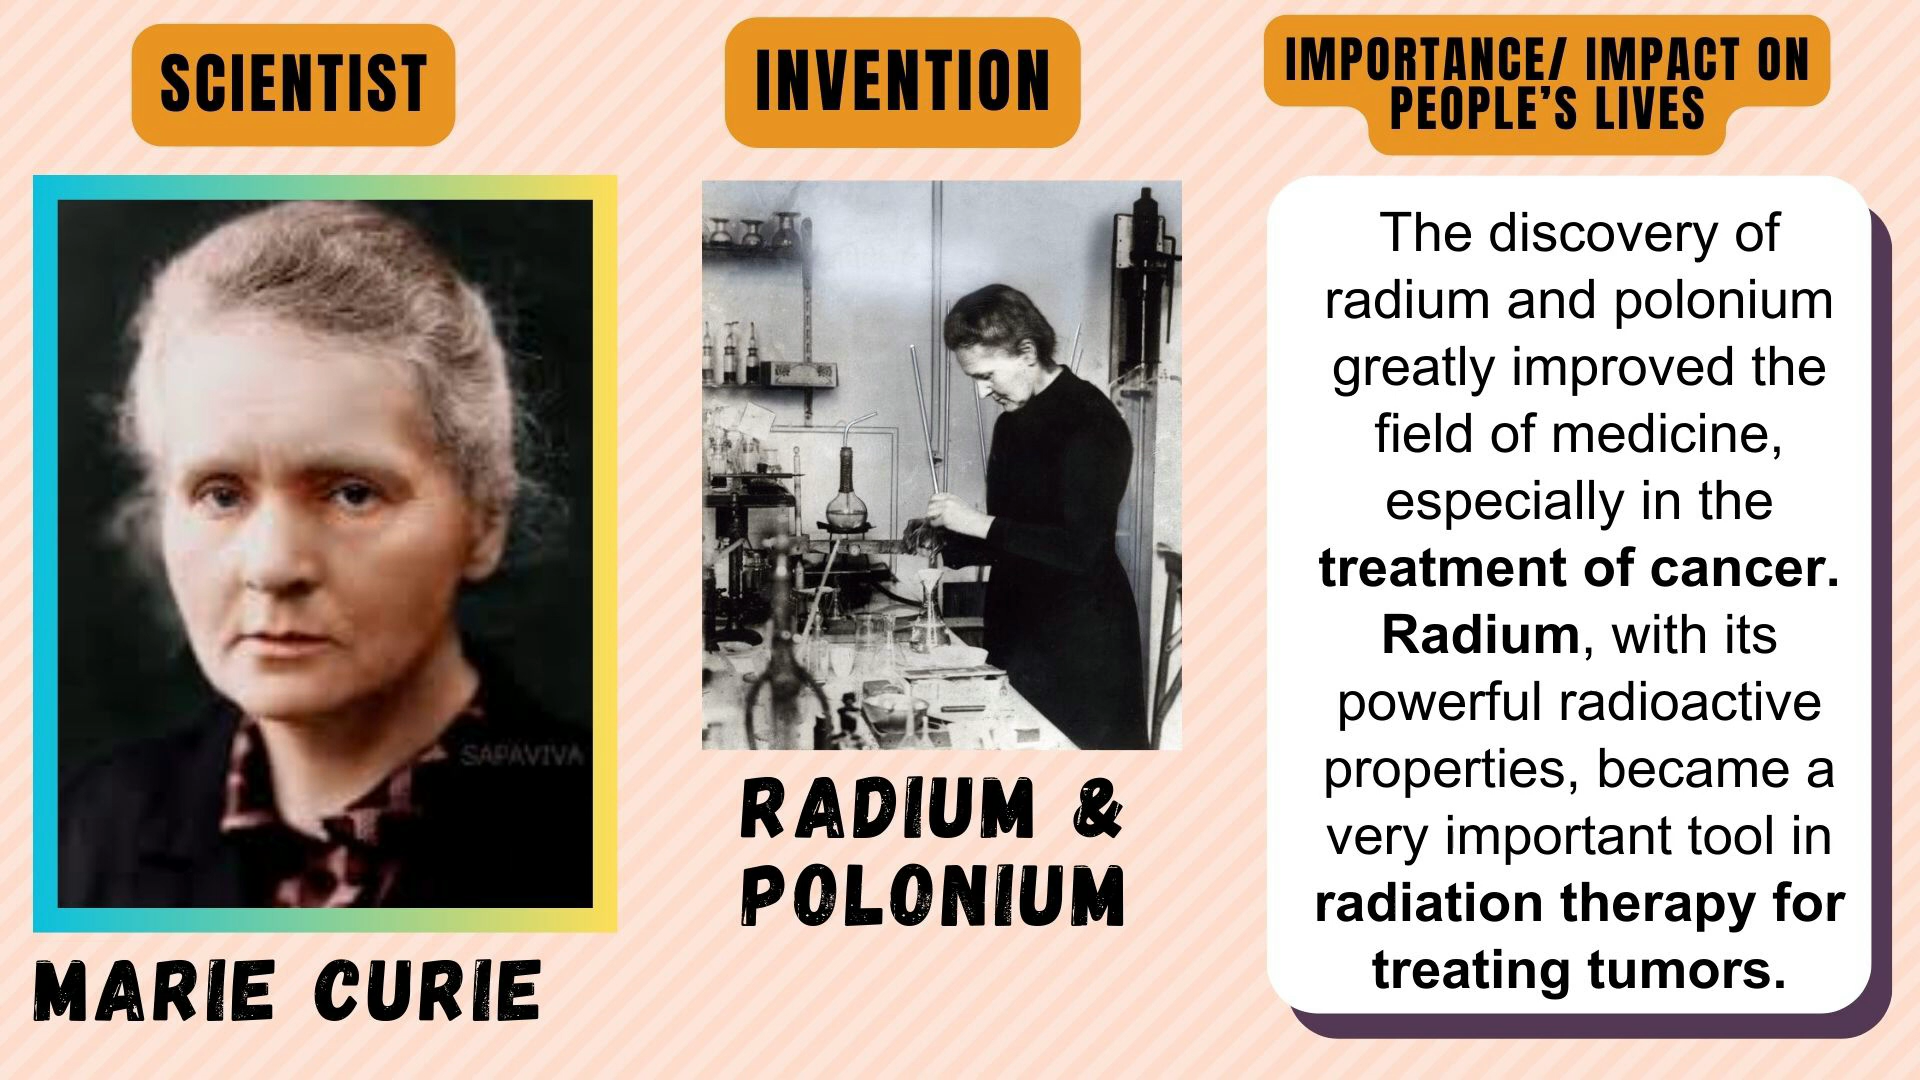 SCIENTIST
SAPAVIVA
MARIE CURIE
INVENTION
RADIUM &
POLONIUM
IMPORTANCE/ IMPACT ON
PEOPLE’S LIVES
The discovery of
radium and polonium
greatly improved the
field of medicine,
especially in the
treatment of cancer.
Radium, with its
powerful radioactive
properties, became a
very important tool in
radiation therapy for
treating tumors.